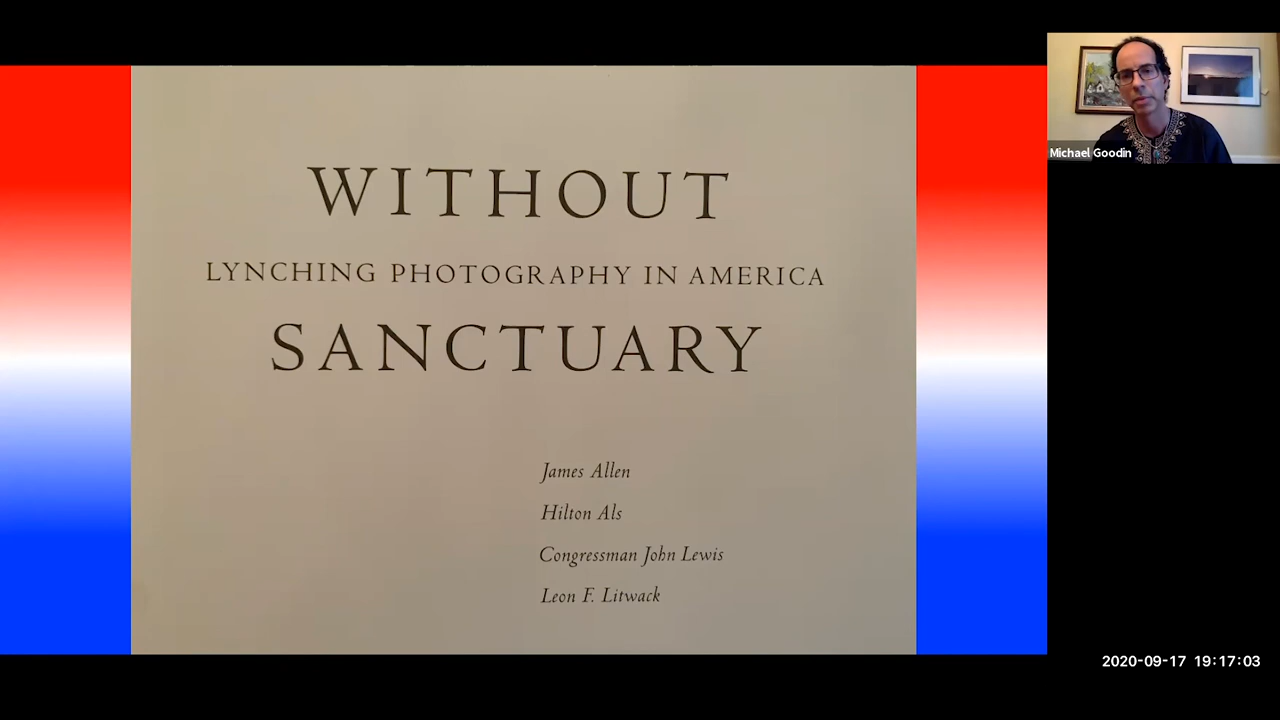 WITHOUT
LYNCHING PHOTOGRAPHY IN AMERICA
SANCTUARY
James Allen
Hilton Als
Congressman John Lewis
Leon F. Litwack
Michael Goodin
2020-09-17 19:17:03